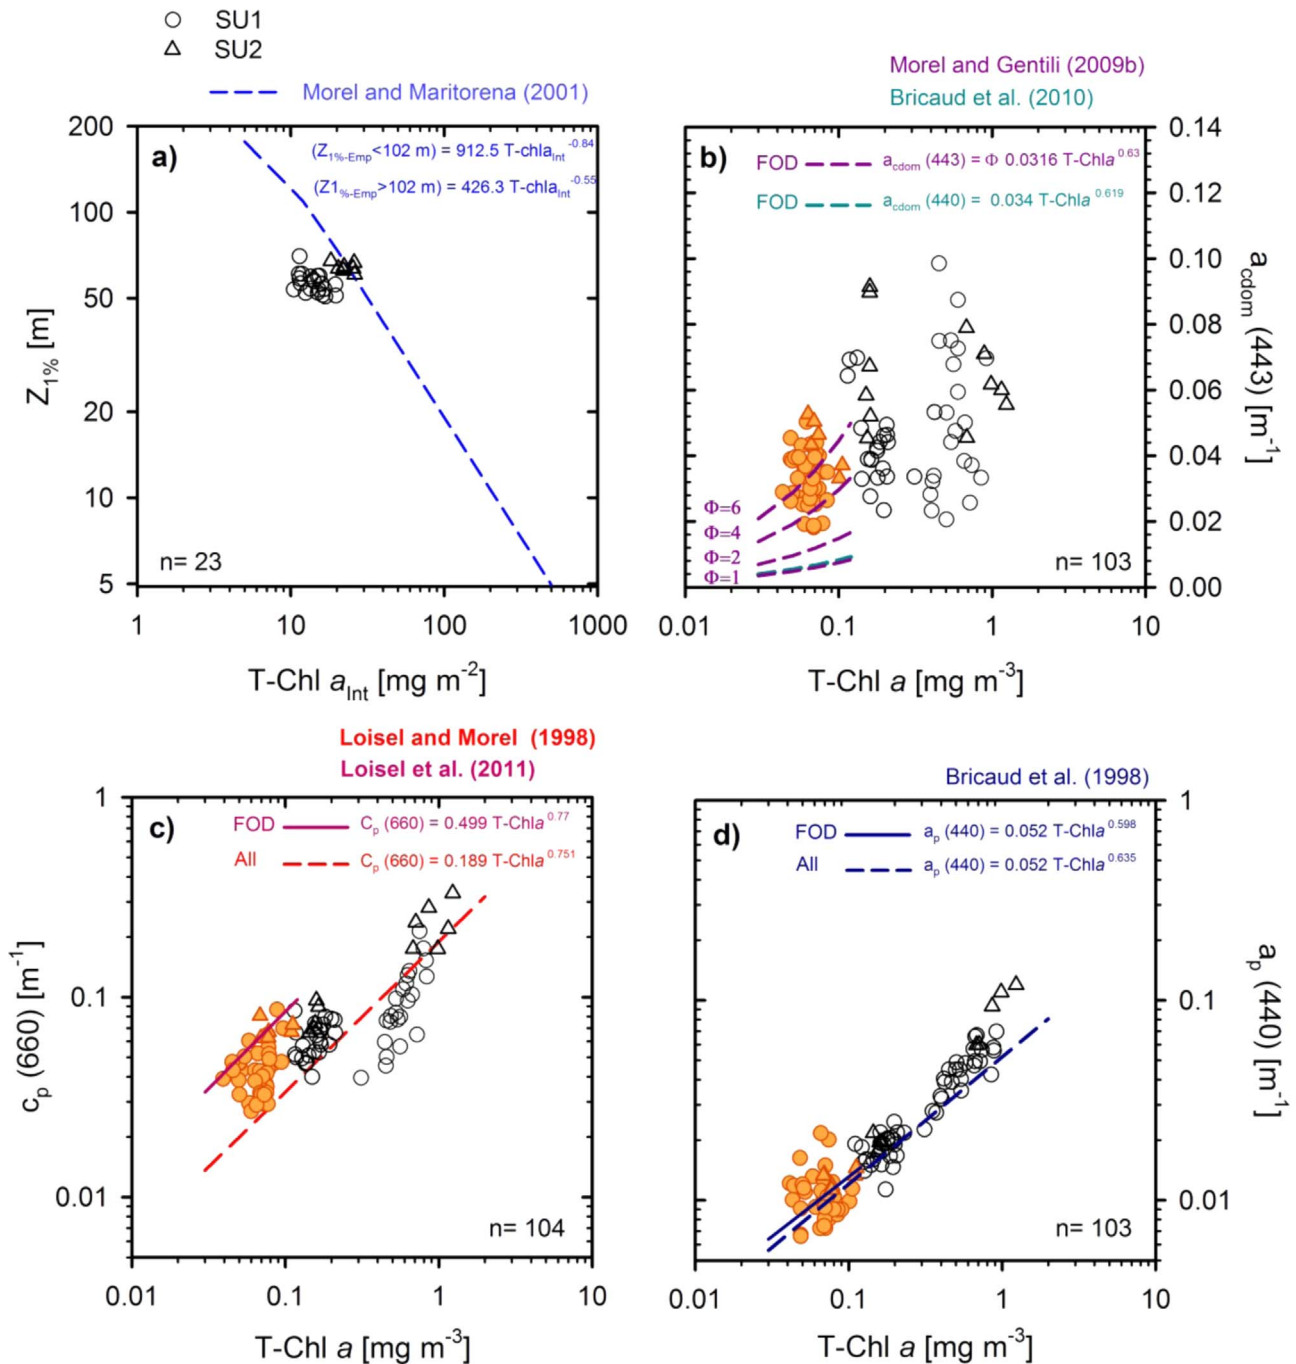 SU1
SU2
Morel and Maritorena (2001)
Morel and Gentili (2009b)
Bricaud et al. (2010)
a)
(Z1%-Emp<102 m) = 912.5 T-chlaInt-0.84
(Z1%-Emp>102 m) = 426.3 T-chlaInt-0.55
200
100
50
20
10
5
Z1% [m]
n= 23
1
10
100
1000
T-Chl aInt [mg m-2]
b)
FOD acdom (443) = Φ 0.0316 T-Chla0.63
FOD acdom (440) = 0.034 T-Chla0.619
0.14
0.12
0.10
0.08
0.06
0.04
0.02
0.00
acdom (443) [m-1]
Φ=6
Φ=4
Φ=2
Φ=1
n= 103
0.01
0.1
1
10
T-Chl a [mg m-3]
Loisel and Morel (1998)
Loisel et al. (2011)
c)
FOD Cp (660) = 0.499 T-Chla0.77
All Cp (660) = 0.189 T-Chla0.751
1
0.1
0.01
cp (660) [m-1]
n= 104
0.01
0.1
1
10
T-Chl a [mg m-3]
Bricaud et al. (1998)
d)
FOD ap (440) = 0.052 T-Chla0.598
All ap (440) = 0.052 T-Chla0.635
1
0.1
0.01
ap (440) [m-1]
n= 103
0.01
0.1
1
10
T-Chl a [mg m-3]